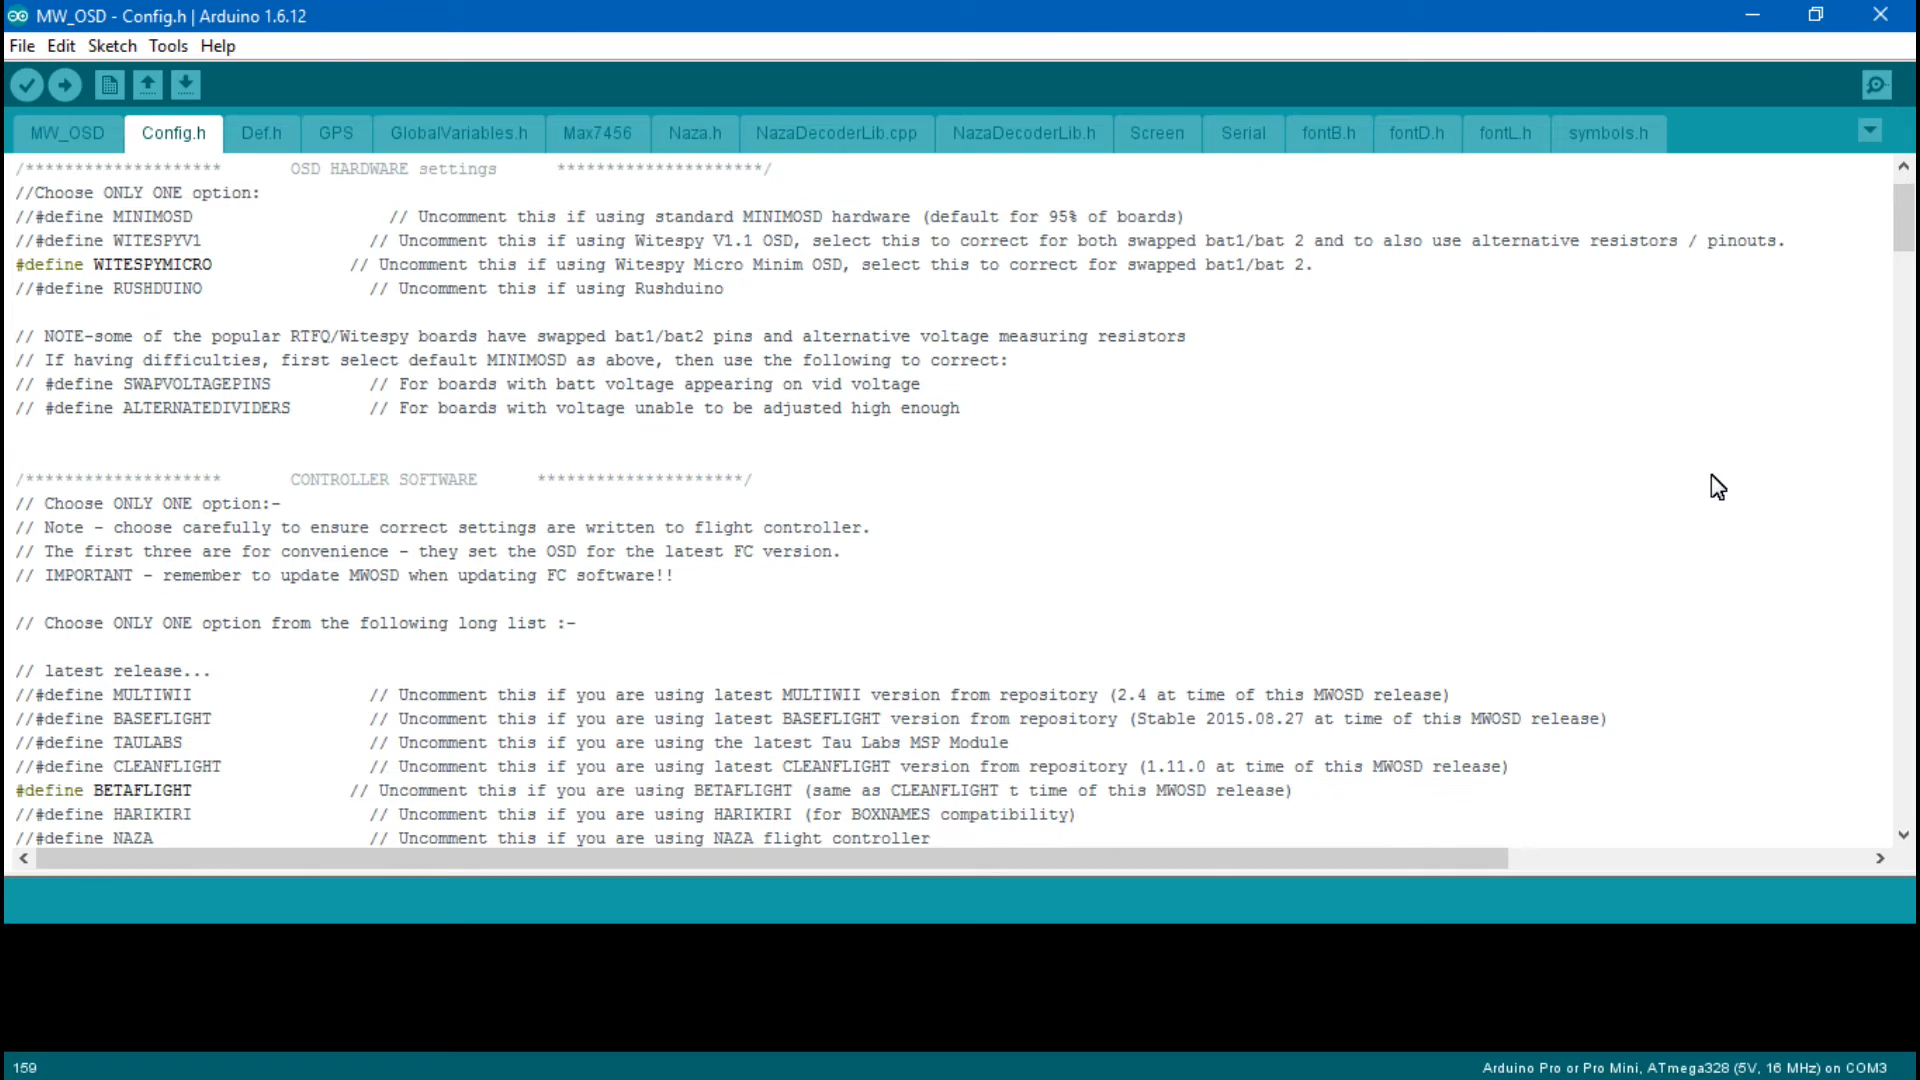 MW_OSD - Config.h | Arduino 1.6.12
File Edit Sketch Tools Help
MW_OSD Config.h Def.h GPS GlobalVariables.h Max7456 Naza.h NazaDecoderLib.cpp NazaDecoderLib.h Screen Serial fontB.h fontD.h fontL.h symbols.h
/******************** OSD HARDWARE settings *********************/
//Choose ONLY ONE option:
//#define MINIMOSD // Uncomment this if using standard MINIMOSD hardware (default for 95% of boards)
//#define WITESPYV1 // Uncomment this if using Witespy V1.1 OSD, select this to correct for both swapped bat1/bat 2 and to also use alternative resistors / pinouts.
#define WITESPYMICRO // Uncomment this if using Witespy Micro Minim OSD, select this to correct for swapped bat1/bat 2.
//#define RUSHDUINO // Uncomment this if using Rushduino
// NOTE-some of the popular RTFQ/Witespy boards have swapped bat1/bat2 pins and alternative voltage measuring resistors
// If having difficulties, first select default MINIMOSD as above, then use the following to correct:
// #define SWAPVOLTAGEPINS // For boards with batt voltage appearing on vid voltage
// #define ALTERNATEDIVIDERS // For boards with voltage unable to be adjusted high enough
/******************** CONTROLLER SOFTWARE *********************/
// Choose ONLY ONE option:-
// Note - choose carefully to ensure correct settings are written to flight controller.
// The first three are for convenience - they set the OSD for the latest FC version.
// IMPORTANT - remember to update MWOSD when updating FC software!!
// Choose ONLY ONE option from the following long list :-
// latest release...
//#define MULTIWII // Uncomment this if you are using latest MULTIWII version from repository (2.4 at time of this MWOSD release)
//#define BASEFLIGHT // Uncomment this if you are using latest BASEFLIGHT version from repository (Stable 2015.08.27 at time of this MWOSD release)
//#define TAULABS // Uncomment this if you are using the latest Tau Labs MSP Module
//#define CLEANFLIGHT // Uncomment this if you are using latest CLEANFLIGHT version from repository (1.11.0 at time of this MWOSD release)
#define BETAFLIGHT // Uncomment this if you are using BETAFLIGHT (same as CLEANFLIGHT t time of this MWOSD release)
//#define HARIKIRI // Uncomment this if you are using HARIKIRI (for BOXNAMES compatibility)
//#define NAZA // Uncomment this if you are using NAZA flight controller
159 Arduino Pro or Pro Mini, ATmega328 (5V, 16 MHz) on COM3